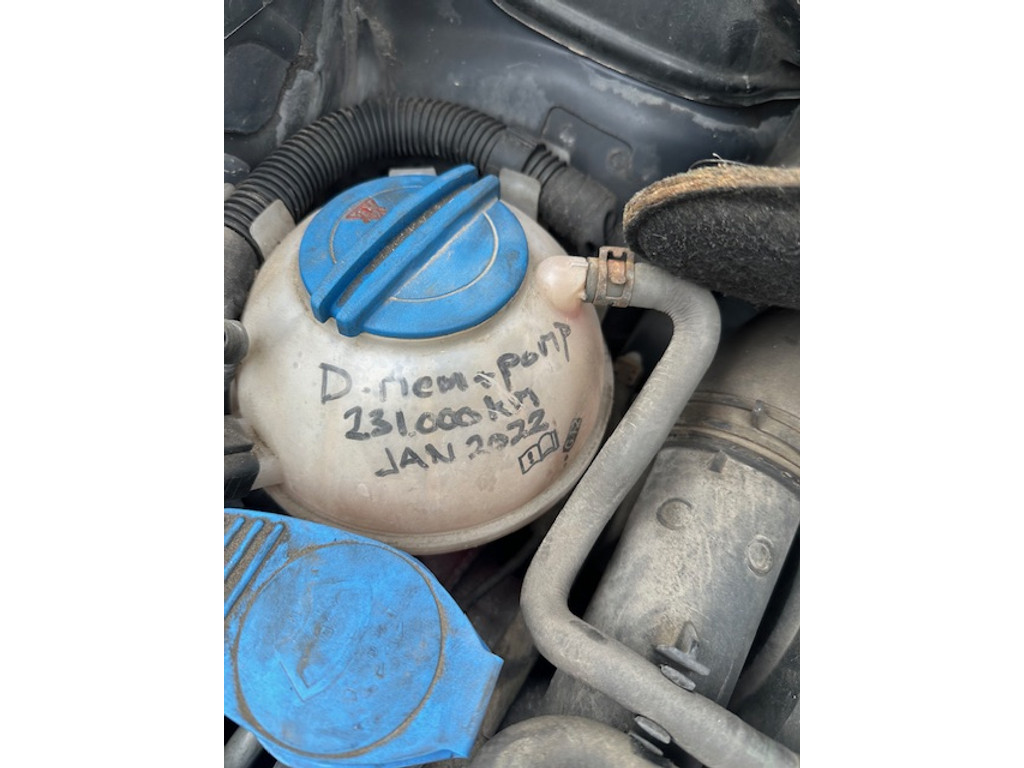 D.riem + pomp
231.000 km
JAN 2022